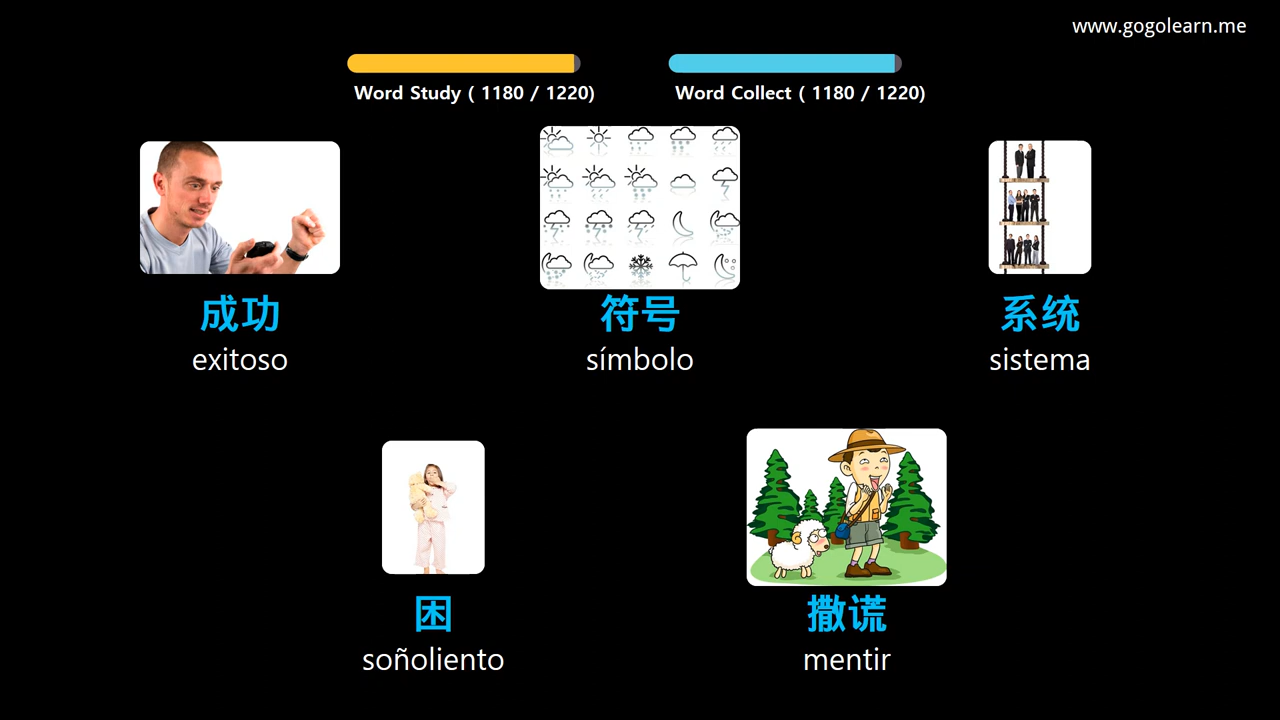 www.gogolearn.me
Word Study ( 1180 / 1220)
Word Collect ( 1180 / 1220)
成功
exitoso
符号
símbolo
系统
sistema
困
soñoliento
撒谎
mentir